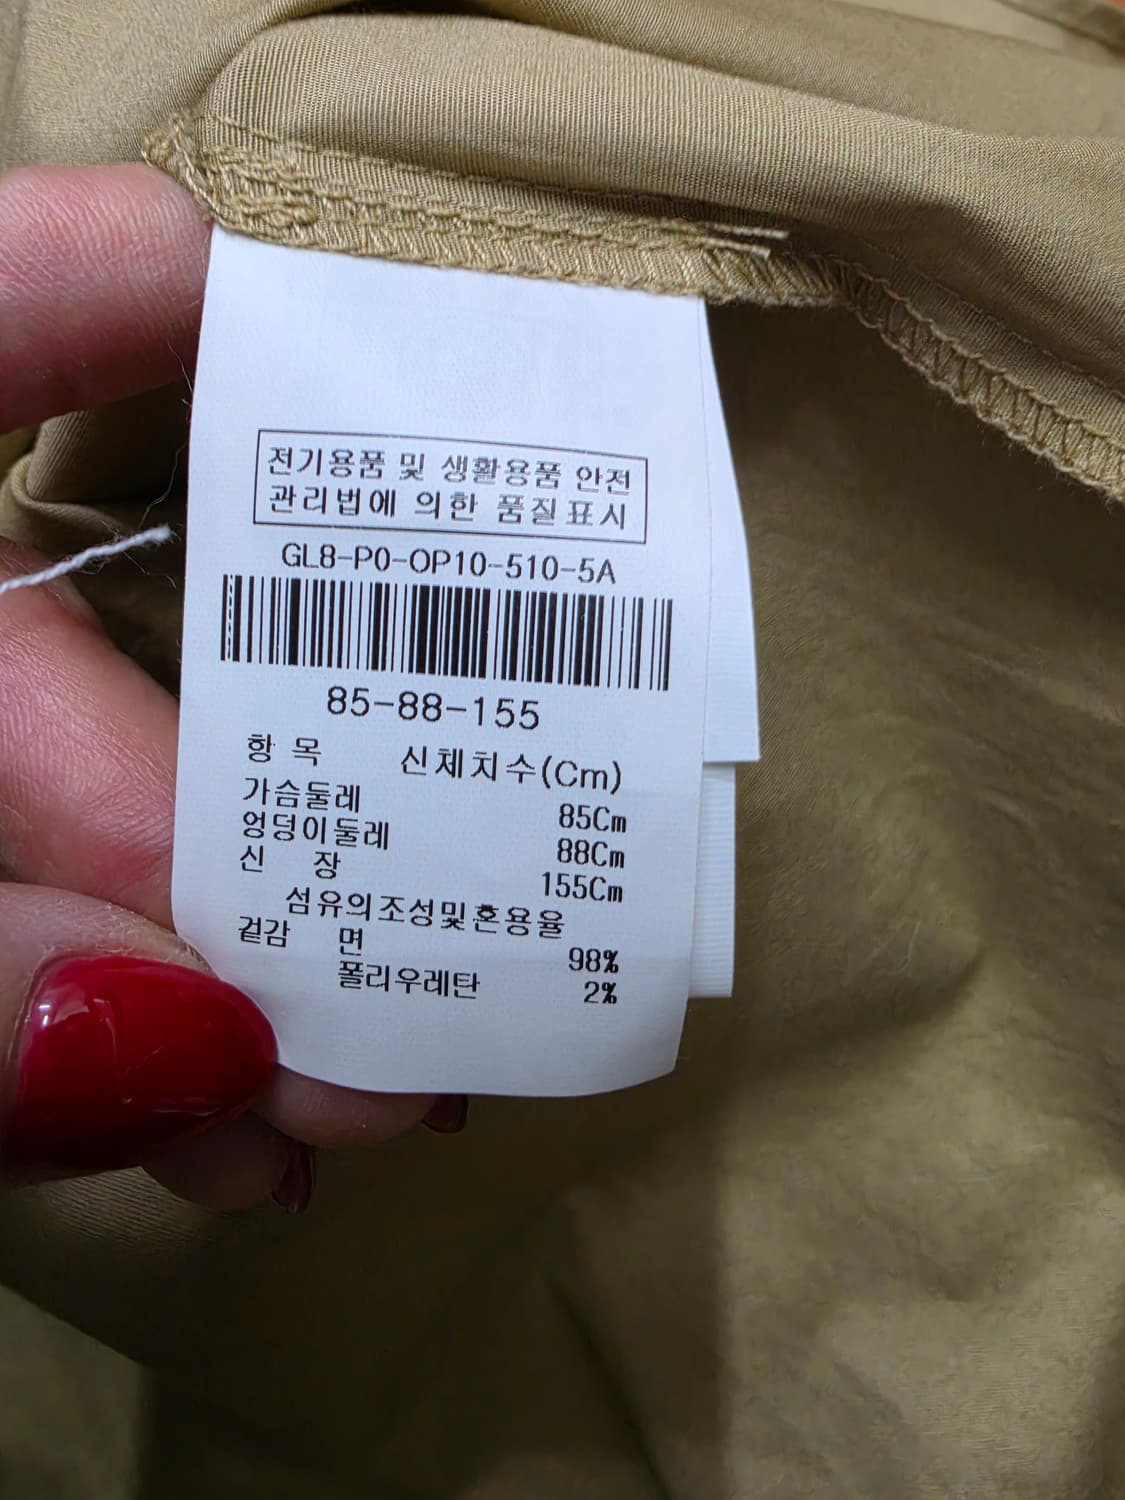 전기용품 및 생활용품 안전
관리법에 의한 품질표시
GL8-P0-OP10-510-5A
85-88-155
항 목 신체치수(Cm)
가슴둘레 85Cm
엉덩이둘레 88Cm
신 장 155Cm
섬유의조성및혼용율
겉감 면 98%
폴리우레탄 2%